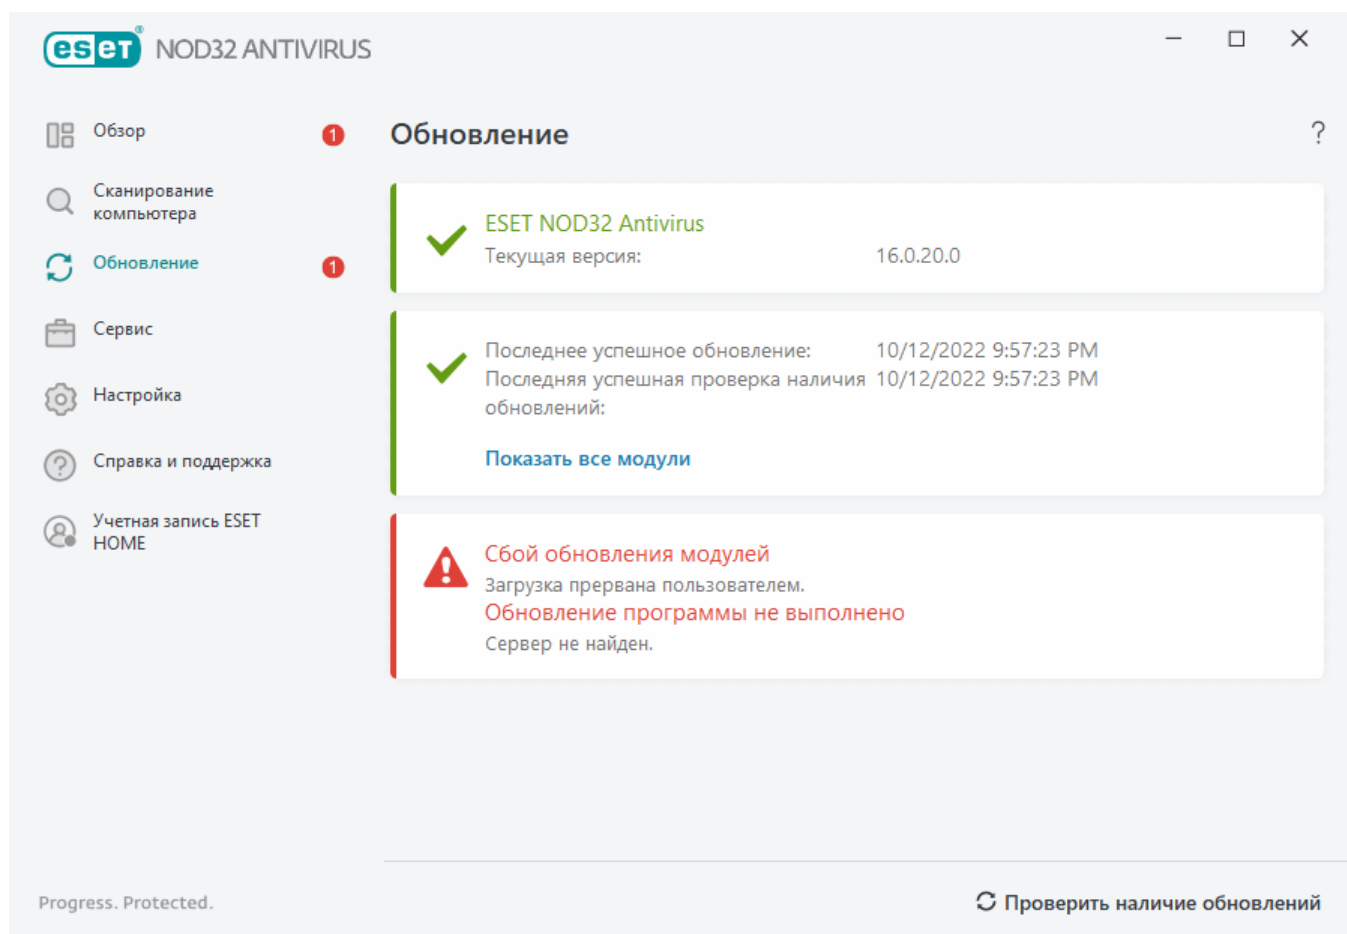 eset® NOD32 ANTIVIRUS
Обзор
1
Сканирование
компьютера
Обновление
1
Сервис
Настройка
Справка и поддержка
Учетная запись ESET
HOME
Обновление
?
ESET NOD32 Antivirus
Текущая версия: 16.0.20.0
Последнее успешное обновление: 10/12/2022 9:57:23 PM
Последняя успешная проверка наличия 10/12/2022 9:57:23 PM
обновлений:
Показать все модули
Сбой обновления модулей
Загрузка прервана пользователем.
Обновление программы не выполнено
Сервер не найден.
Progress. Protected.
Проверить наличие обновлений